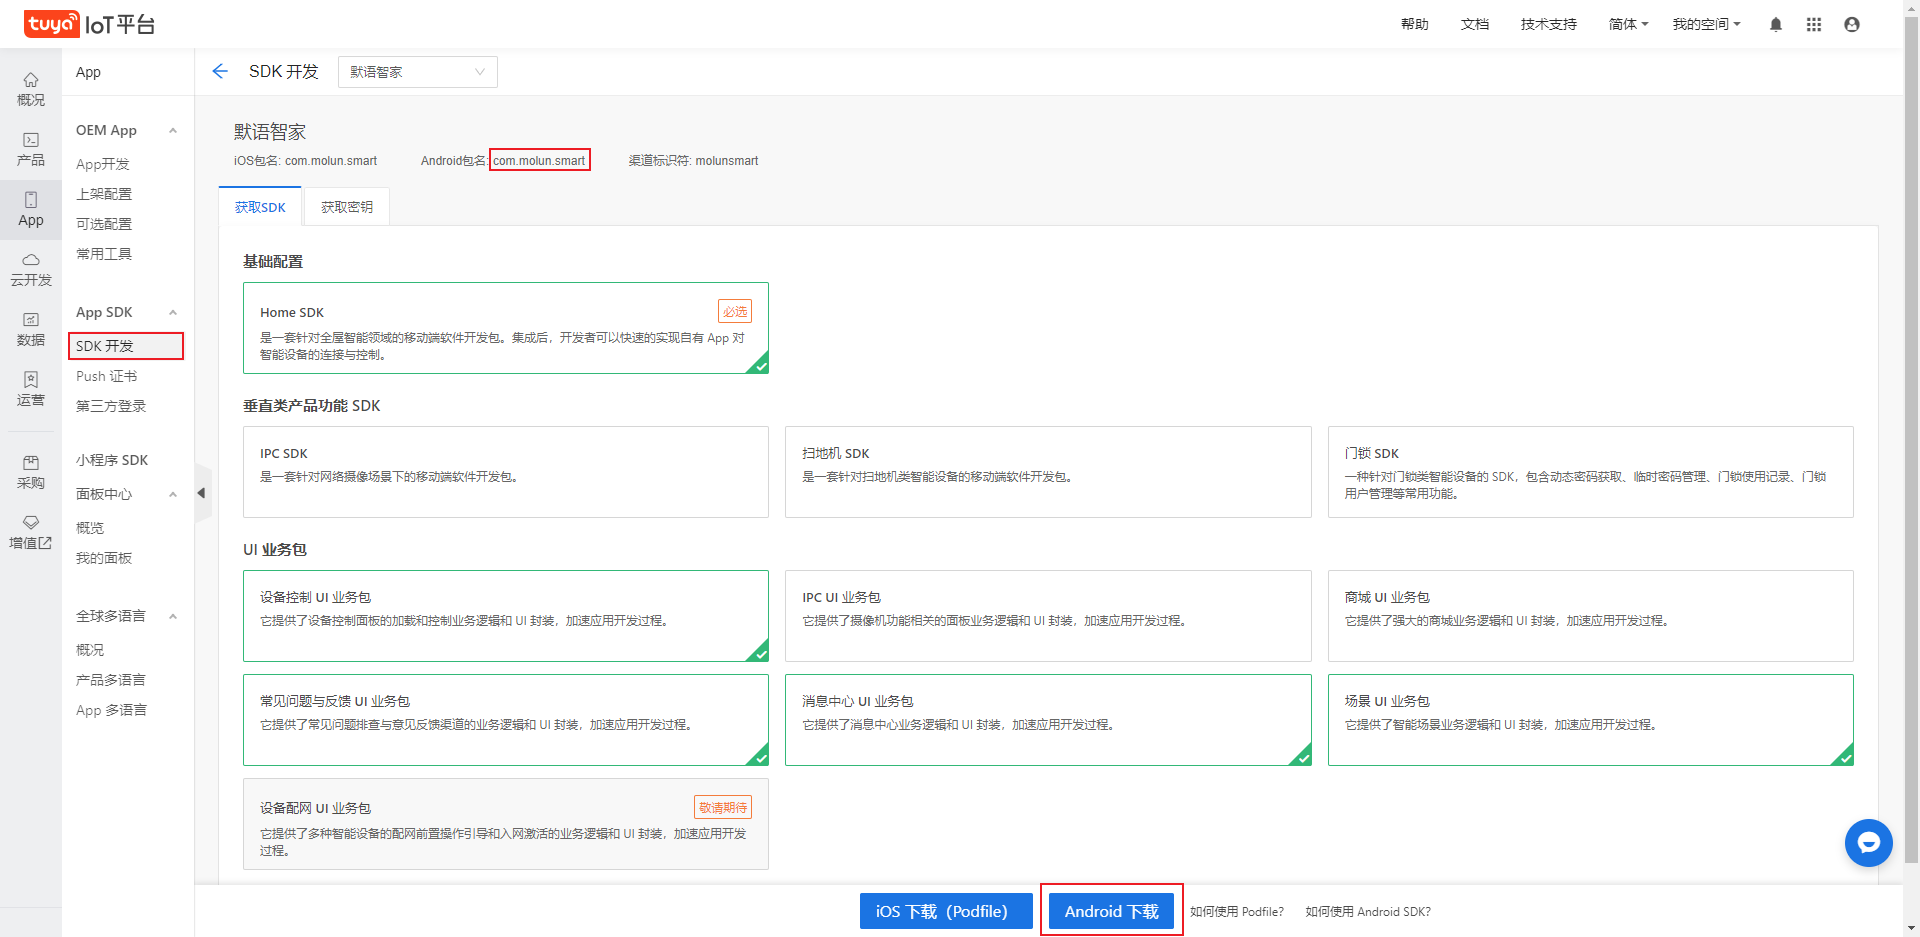 tuya IoT平台
帮助
文档
技术支持
简体
我的空间
概况
产品
App
云开发
数据
运营
采购
增值
App
OEM App
App开发
上架配置
可选配置
常用工具
App SDK
SDK 开发
Push 证书
第三方登录
小程序 SDK
面板中心
概览
我的面板
全球多语言
概况
产品多语言
App 多语言
SDK 开发
默语智家
默语智家
iOS包名: com.molun.smart
Android包名: com.molun.smart
渠道标识符: molunsmart
获取SDK
获取密钥
基础配置
Home SDK
必选
是一套针对全屋智能领域的移动端软件开发包。集成后，开发者可以快速的实现自有 App 对
智能设备的连接与控制。
垂直类产品功能 SDK
IPC SDK
是一套针对网络摄像场景下的移动端软件开发包。
扫地机 SDK
是一套针对扫地机类智能设备的移动端软件开发包。
门锁 SDK
一种针对门锁类智能设备的 SDK，包含动态密码获取、临时密码管理、门锁使用记录、门锁
用户管理等常用功能。
UI 业务包
设备控制 UI 业务包
它提供了设备控制面板的加载和控制业务逻辑和 UI 封装，加速应用开发过程。
IPC UI 业务包
它提供了摄像机功能相关的面板业务逻辑和 UI 封装，加速应用开发过程。
商城 UI 业务包
它提供了强大的商城业务逻辑和 UI 封装，加速应用开发过程。
常见问题与反馈 UI 业务包
它提供了常见问题排查与意见反馈渠道的业务逻辑和 UI 封装，加速应用开发过程。
消息中心 UI 业务包
它提供了消息中心业务逻辑和 UI 封装，加速应用开发过程。
场景 UI 业务包
它提供了智能场景业务逻辑和 UI 封装，加速应用开发过程。
设备配网 UI 业务包
敬请期待
它提供了多种智能设备的配网前置操作引导和入网激活的业务逻辑和 UI 封装，加速应用开发
过程。
iOS 下载（Podfile）
Android 下载
如何使用 Podfile?
如何使用 Android SDK?